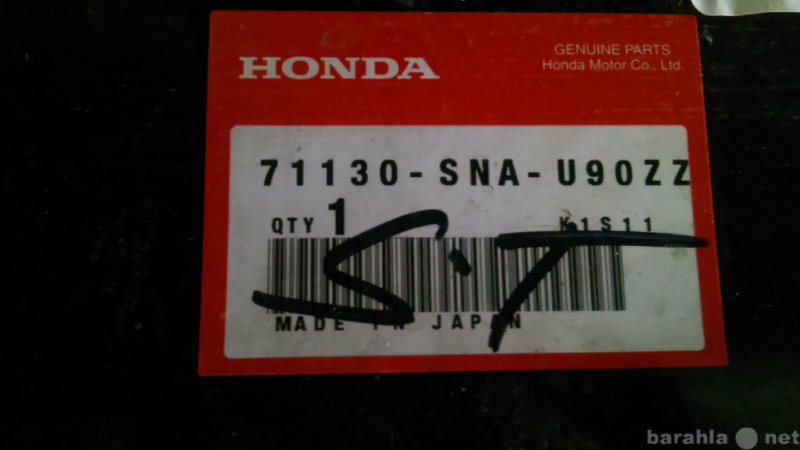 HONDA
GENUINE PARTS
Honda Motor Co., Ltd.
71130-SNA-U90ZZ
QTY 1
K1S11
S.T
MADE IN JAPAN
barahla.net